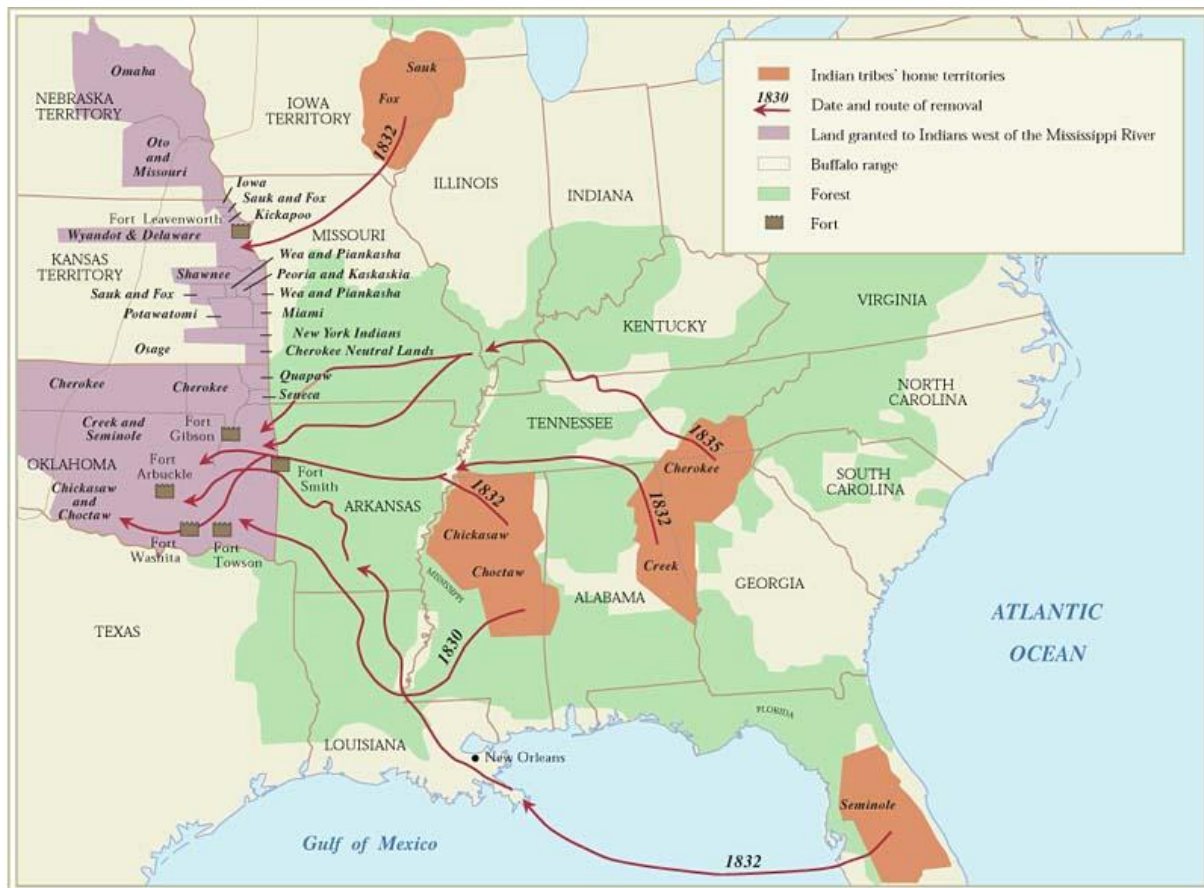 Indian tribes' home territories
1830
Date and route of removal
Land granted to Indians west of the Mississippi River
Buffalo range
Forest
Fort
Omaha
NEBRASKA
TERRITORY
Oto
and
Missouri
IOWA
TERRITORY
Sauk
Fox
1832
ILLINOIS
INDIANA
Iowa
Sauk and Fox
Kickapoo
Fort Leavenworth
Wyandot & Delaware
MISSOURI
KANSAS
TERRITORY
Shawnee
Wea and Piankasha
Peoria and Kaskaskia
Sauk and Fox
Wea and Piankasha
Potawatomi
Miami
New York Indians
Osage
Cherokee Neutral Lands
VIRGINIA
KENTUCKY
Cherokee
Cherokee
Quapaw
Seneca
Creek and
Seminole
Fort
Gibson
OKLAHOMA
Fort
Arbuckle
Fort
Smith
Chickasaw
and
Choctaw
Fort
Washita
Fort
Towson
ARKANSAS
TENNESSEE
NORTH
CAROLINA
SOUTH
CAROLINA
1835
Cherokee
1832
Creek
1832
Chickasaw
Choctaw
MISSISSIPPI
ALABAMA
GEORGIA
1830
TEXAS
LOUISIANA
New Orleans
FLORIDA
Seminole
1832
Gulf of Mexico
ATLANTIC
OCEAN